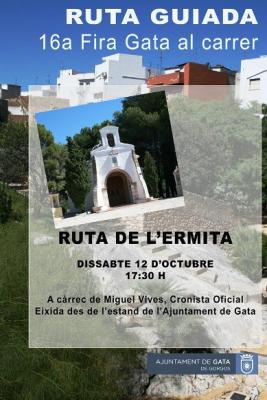 RUTA GUIADA
16a Fira Gata al carrer
RUTA DE L'ERMITA
DISSABTE 12 D'OCTUBRE
17:30 H
A càrrec de Miguel Vives, Cronista Oficial
Eixida des de l'estand de l'Ajuntament de Gata
AJUNTAMENT DE GATA
DE GORGOS